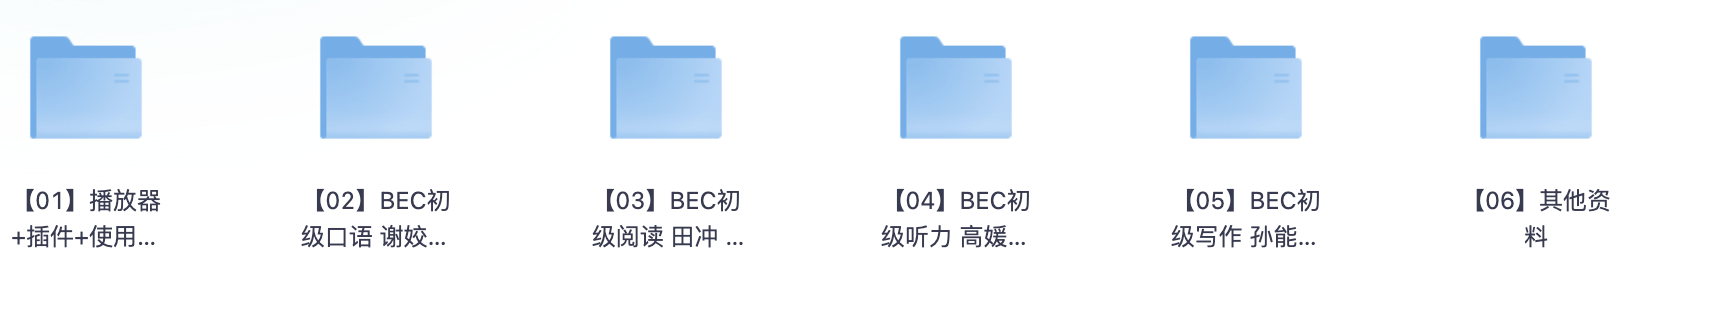 【01】播放器
+插件+使用...
【02】BEC初
级口语 谢姣...
【03】BEC初
级阅读 田冲 ...
【04】BEC初
级听力 高媛...
【05】BEC初
级写作 孙能...
【06】其他资
料